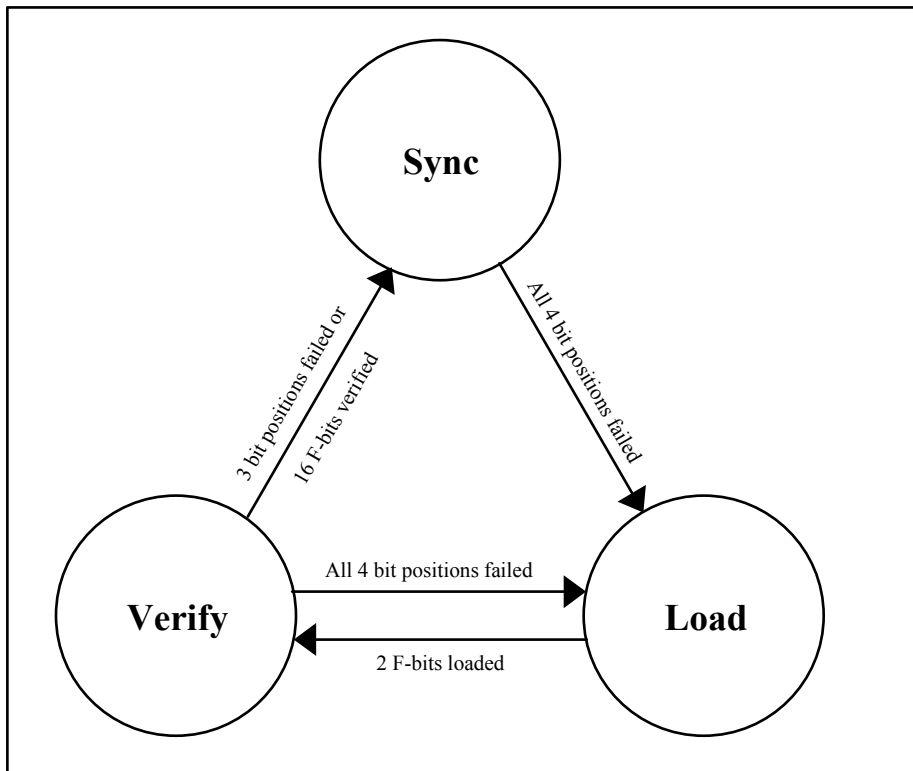 Sync
3 bit positions failed or
16 F-bits verified
All 4 bit positions failed
Verify
All 4 bit positions failed
2 F-bits loaded
Load